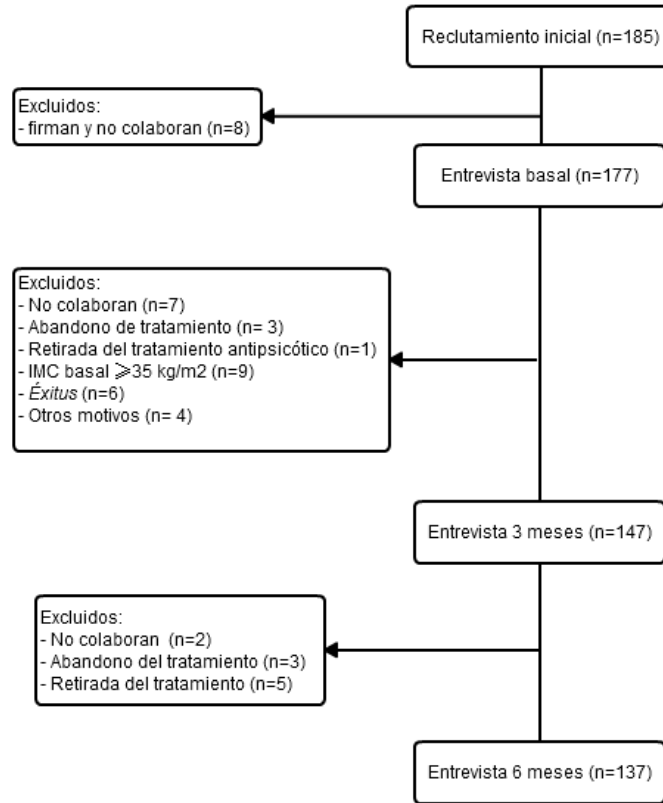 Reclutamiento inicial (n=185)
Excluidos:
- firman y no colaboran (n=8)
Entrevista basal (n=177)
Excluidos:
- No colaboran (n=7)
- Abandono de tratamiento (n= 3)
- Retirada del tratamiento antipsicótico (n=1)
- IMC basal ⩾35 kg/m2 (n=9)
- Éxitus (n=6)
- Otros motivos (n= 4)
Entrevista 3 meses (n=147)
Excluidos:
- No colaboran  (n=2)
- Abandono del tratamiento (n=3)
- Retirada del tratamiento (n=5)
Entrevista 6 meses (n=137)